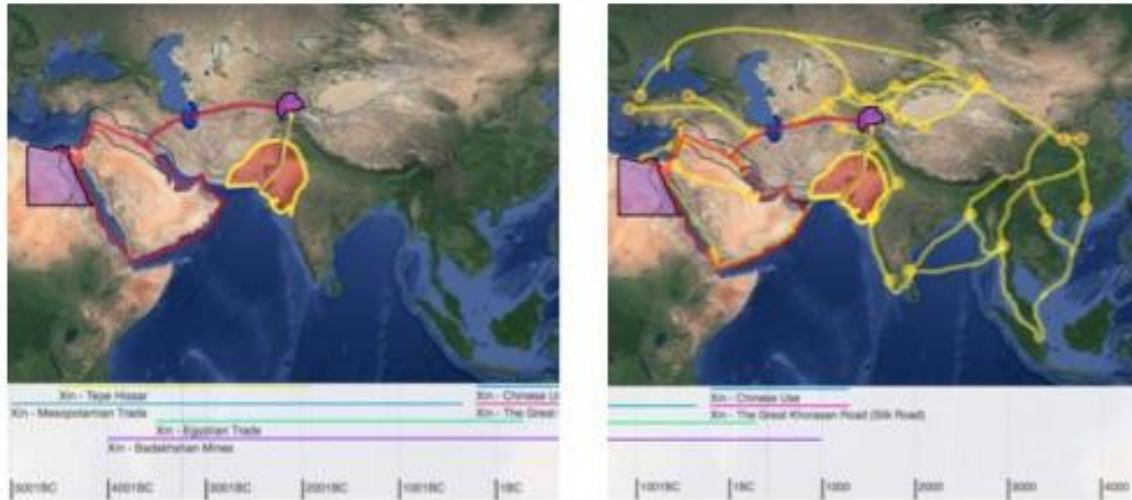 Xin - Tepe Hissar
Xin - Chinese U
Xin - Mesopotamian Trade
Xin - The Great
Xin - Egyptian Trade
Xin - Badakhshan Mines
5001BC 4001BC 3001BC 2001BC 1001BC 1BC
Xin - Chinese Use
Xin - The Great Khorasan Road (Silk Road)
1001BC 1BC 1000 2000 3000 4000